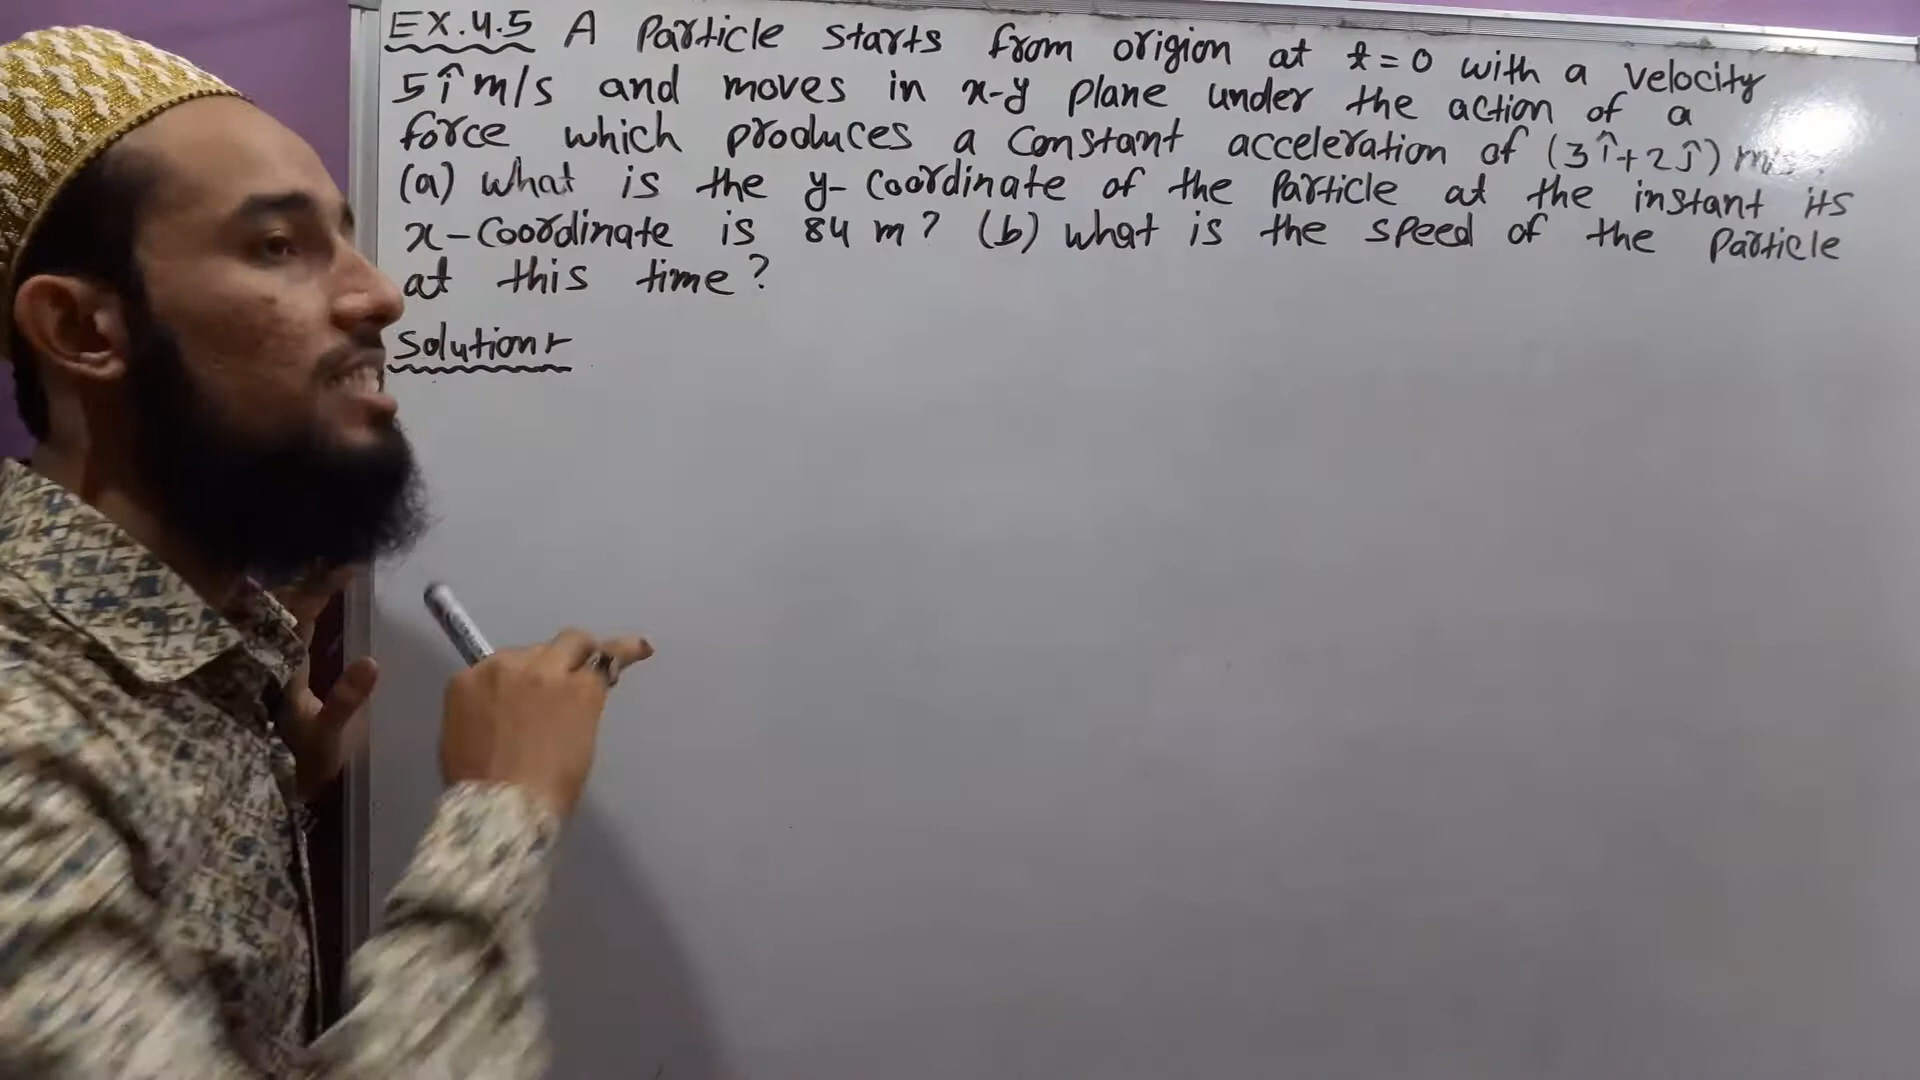 EX.4.5 A Particle starts from origion at t=0 with a velocity
5î m/s and moves in x-y plane under the action of a
force which produces a constant acceleration of (3î+2ĵ)
(a) what is the y-coordinate of the particle at the instant its
x-coordinate is 84 m? (b) what is the speed of the particle
at this time?
Solution:-